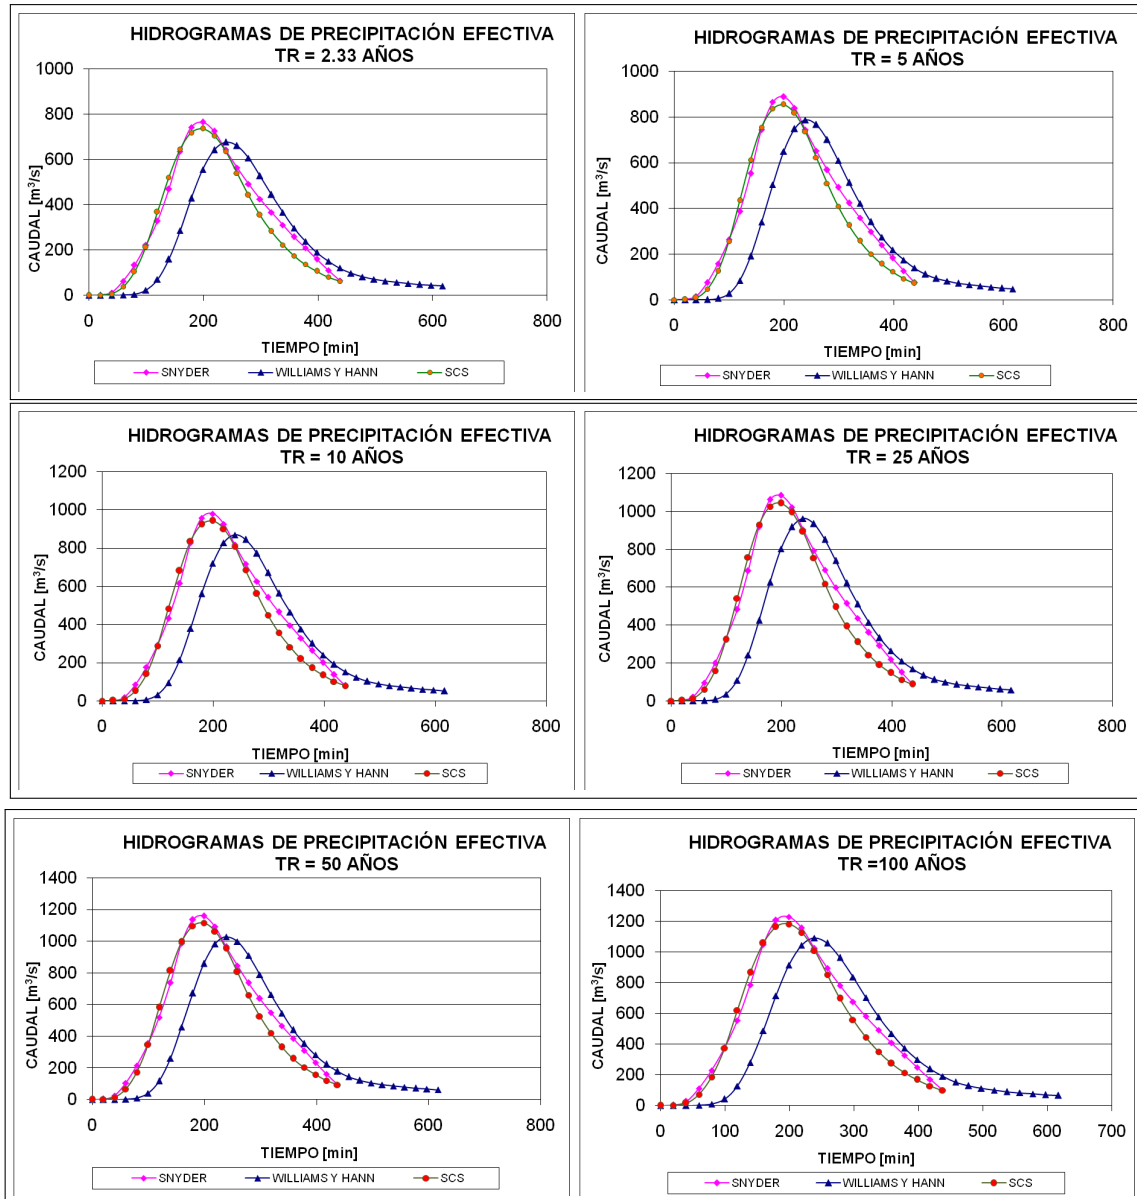 HIDROGRAMAS DE PRECIPITACIÓN EFECTIVA
TR = 2.33 AÑOS
1000
800
600
400
200
0
CAUDAL [m³/s]
0 200 400 600 800
TIEMPO [min]
SNYDER WILLIAMS Y HANN SCS
HIDROGRAMAS DE PRECIPITACIÓN EFECTIVA
TR = 5 AÑOS
1000
800
600
400
200
0
CAUDAL [m³/s]
0 200 400 600 800
TIEMPO [min]
SNYDER WILLIAMS Y HANN SCS
HIDROGRAMAS DE PRECIPITACIÓN EFECTIVA
TR = 10 AÑOS
1200
1000
800
600
400
200
0
CAUDAL [m³/s]
0 200 400 600 800
TIEMPO [min]
SNYDER WILLIAMS Y HANN SCS
HIDROGRAMAS DE PRECIPITACIÓN EFECTIVA
TR = 25 AÑOS
1200
1000
800
600
400
200
0
CAUDAL [m³/s]
0 200 400 600 800
TIEMPO [min]
SNYDER WILLIAMS Y HANN SCS
HIDROGRAMAS DE PRECIPITACIÓN EFECTIVA
TR = 50 AÑOS
1400
1200
1000
800
600
400
200
0
CAUDAL [m³/s]
0 200 400 600 800
TIEMPO [min]
SNYDER WILLIAMS Y HANN SCS
HIDROGRAMAS DE PRECIPITACIÓN EFECTIVA
TR =100 AÑOS
1400
1200
1000
800
600
400
200
0
CAUDAL [m³/s]
0 100 200 300 400 500 600 700
TIEMPO [min]
SNYDER WILLIAMS Y HANN SCS